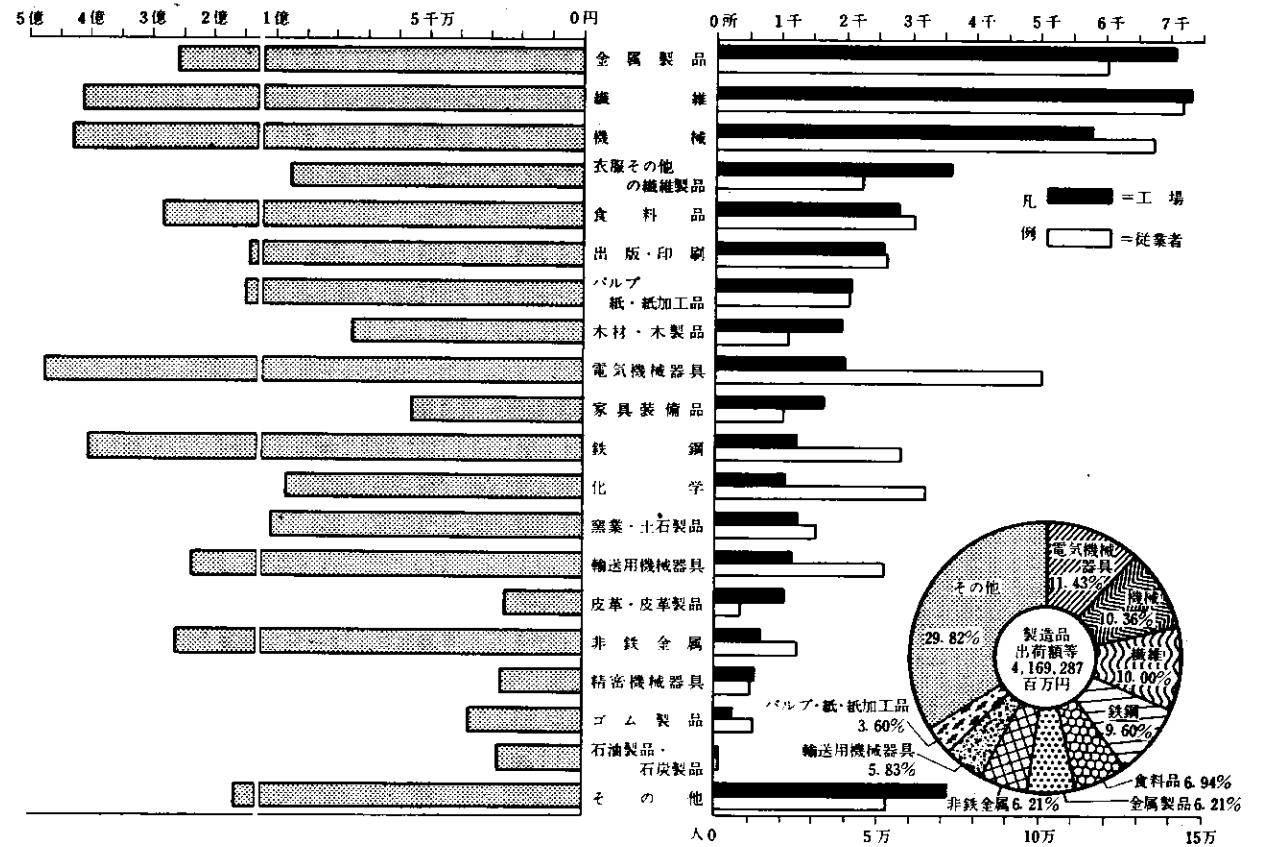 5億 4億 3億 2億 1億 5千万 0円
0所 1千 2千 3千 4千 5千 6千 7千
金属製品
繊維
機械
衣服その他
の繊維製品
食料品
出版・印刷
パルプ
紙・紙加工品
木材・木製品
電気機械器具
家具装備品
鉄鋼
化学
窯業・土石製品
輸送用機械器具
皮革・皮革製品
非鉄金属
精密機械器具
ゴム製品
石油製品・
石炭製品
その他
人0 5万 10万 15万
凡例
=工場
=従業者
電気機械
器具
11.43%
機械
10.36%
繊維
10.00%
鉄鋼
9.60%
食料品6.94%
金属製品6.21%
非鉄金属6.21%
輸送用機械器具
5.83%
パルプ・紙・紙加工品
3.60%
その他
29.82%
製造品
出荷額等
4,169,287
百万円